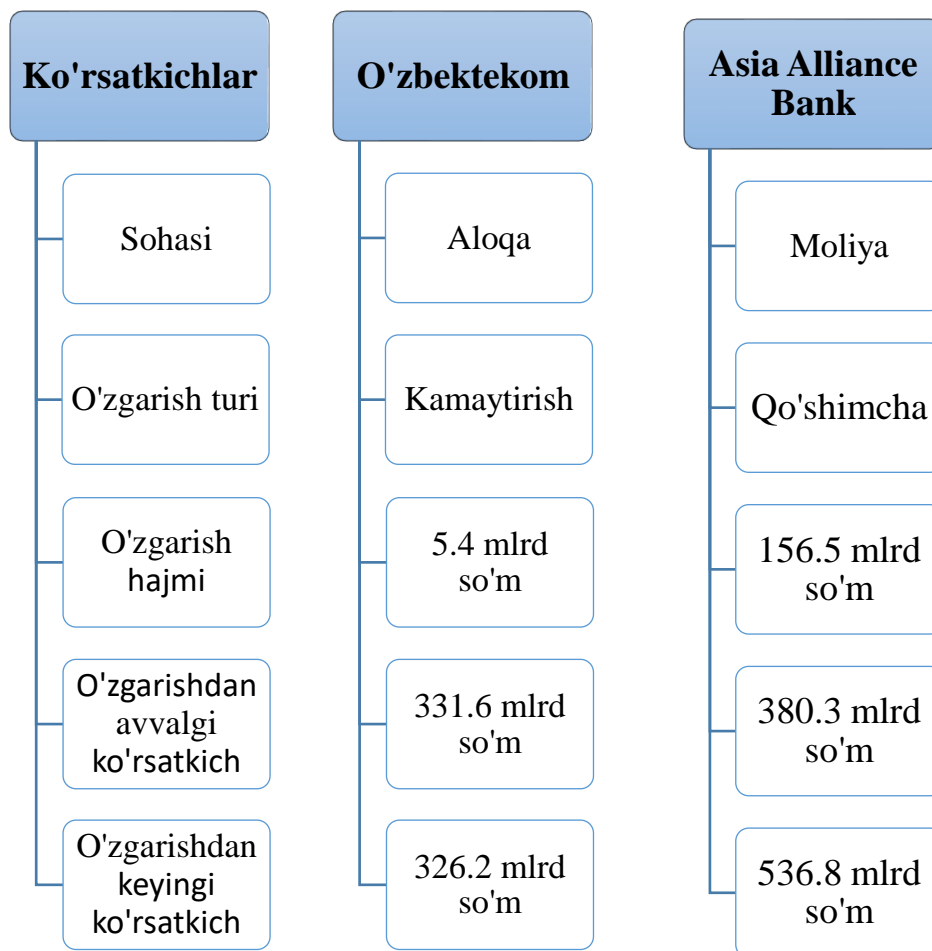 Ko'rsatkichlar
Sohasi
O'zgarish turi
O'zgarish
hajmi
O'zgarishdan
avvalgi
ko'rsatkich
O'zgarishdan
keyingi
ko'rsatkich
O'zbektekom
Aloqa
Kamaytirish
5.4 mlrd
so'm
331.6 mlrd
so'm
326.2 mlrd
so'm
Asia Alliance
Bank
Moliya
Qo'shimcha
156.5 mlrd
so'm
380.3 mlrd
so'm
536.8 mlrd
so'm